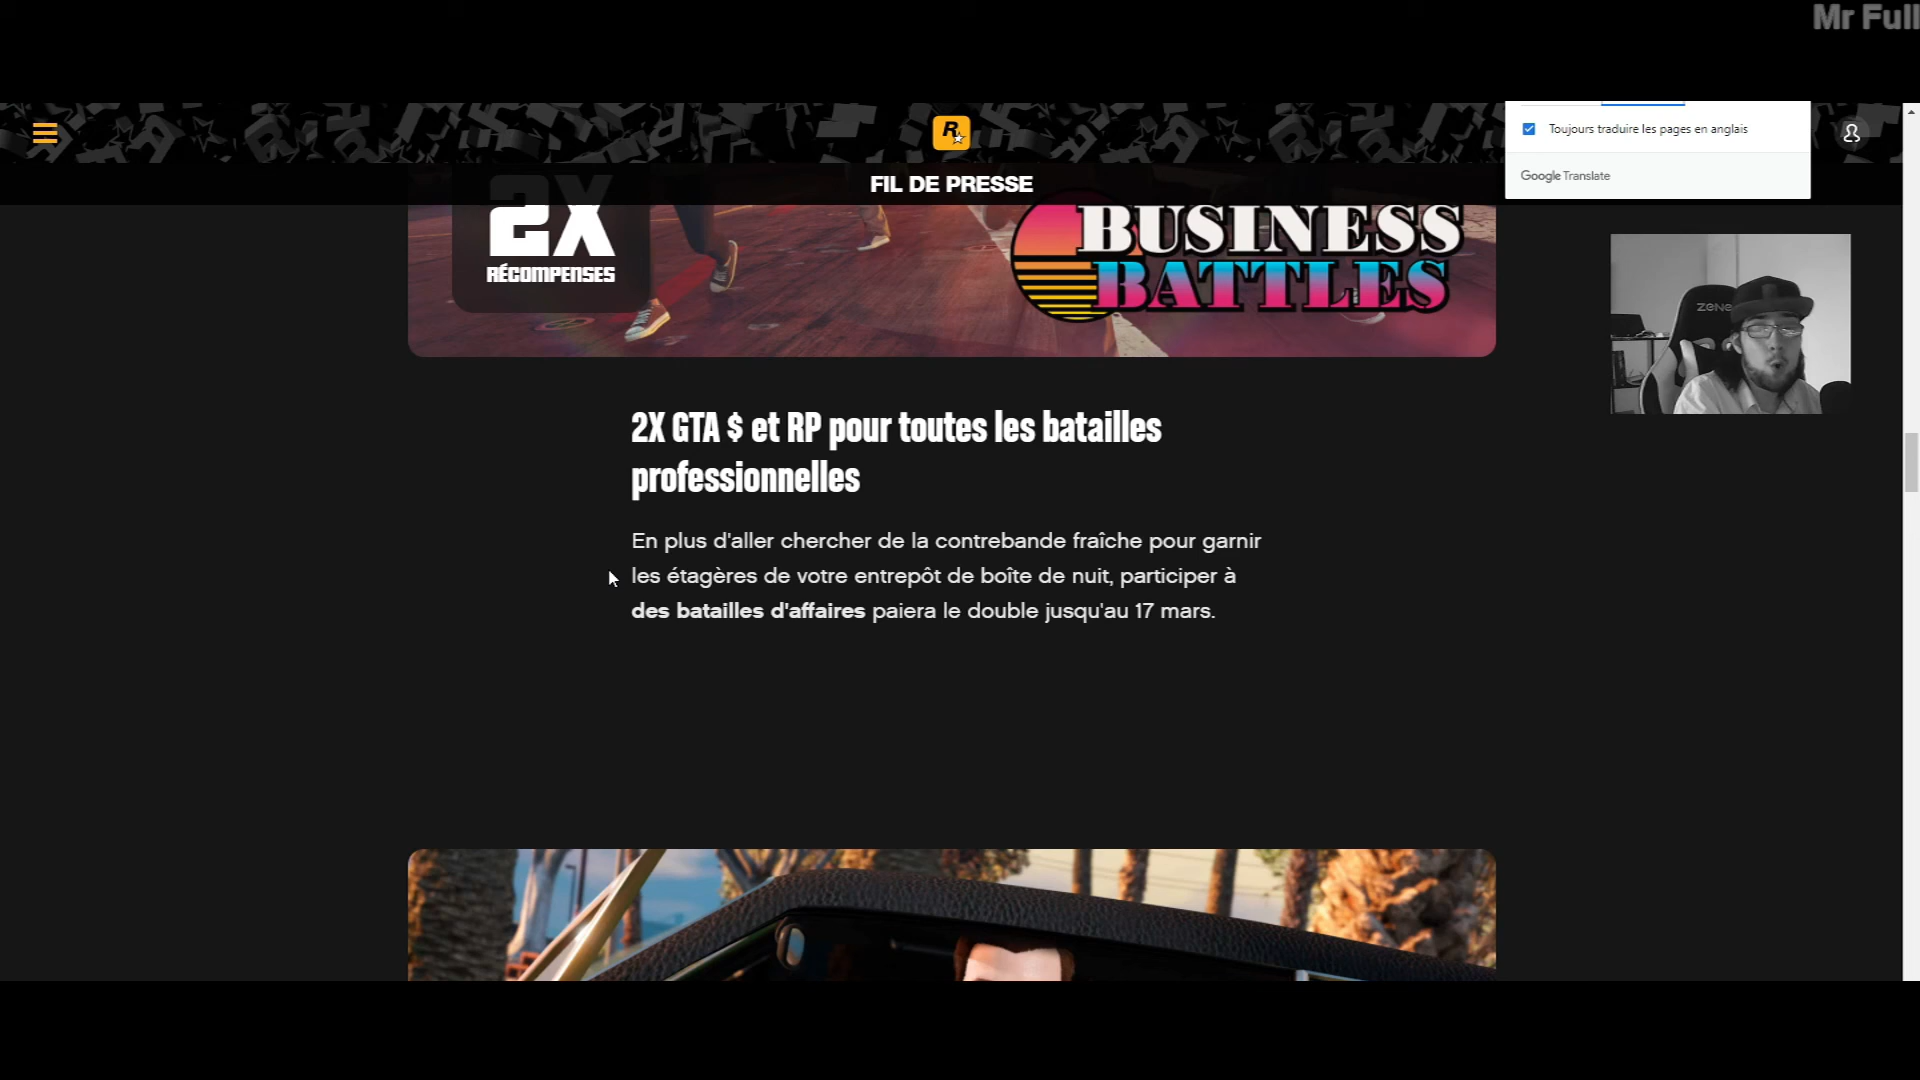 Mr Full
R
Toujours traduire les pages en anglais
Google Translate
FIL DE PRESSE
2X
RÉCOMPENSES
BUSINESS
BATTLES
ZENE
2X GTA $ et RP pour toutes les batailles
professionnelles
En plus d'aller chercher de la contrebande fraîche pour garnir
les étagères de votre entrepôt de boîte de nuit, participer à
des batailles d'affaires paiera le double jusqu'au 17 mars.